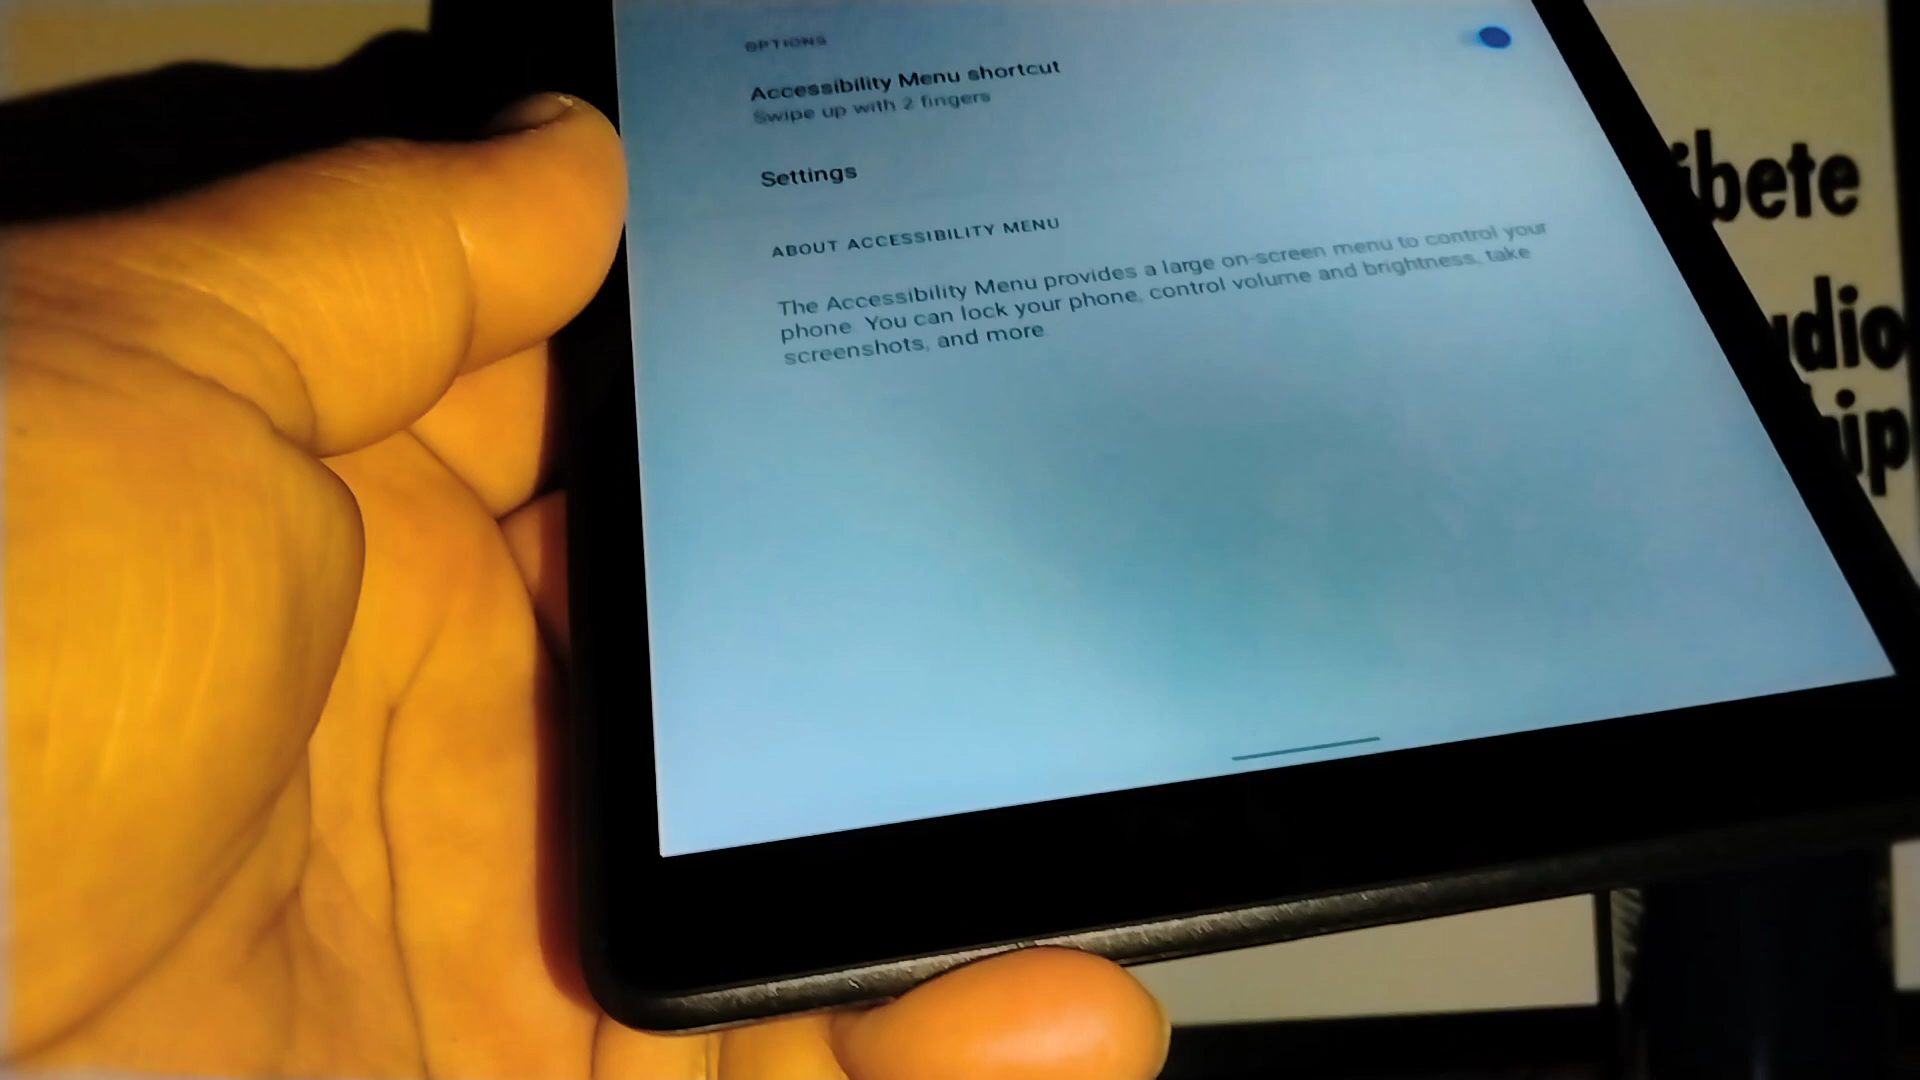 OPTIONS
Accessibility Menu shortcut
Swipe up with 2 fingers
Settings
ABOUT ACCESSIBILITY MENU
The Accessibility Menu provides a large on-screen menu to control your
phone. You can lock your phone, control volume and brightness, take
screenshots, and more.
ibete
udio
hip